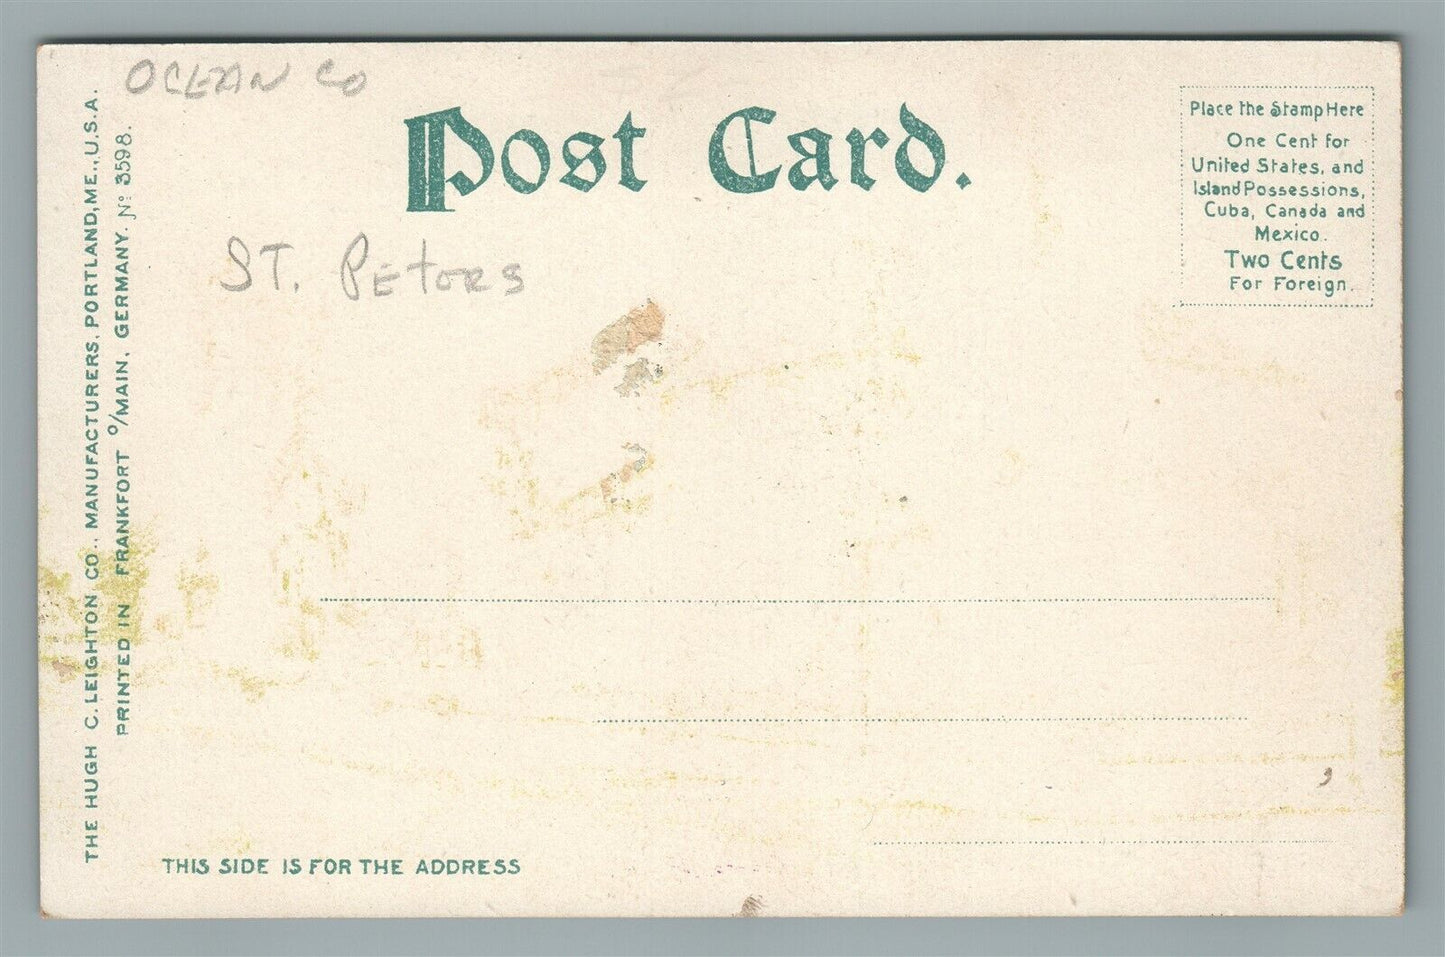 OCEAN CO
Post Card.
ST. PETERS
Place the Stamp Here
One Cent for
United States, and
Island Possessions,
Cuba, Canada and
Mexico.
Two Cents
For Foreign.
THE HUGH C. LEIGHTON CO., MANUFACTURERS, PORTLAND, ME., U.S.A.
PRINTED IN FRANKFORT O/MAIN, GERMANY. No 3598.
THIS SIDE IS FOR THE ADDRESS